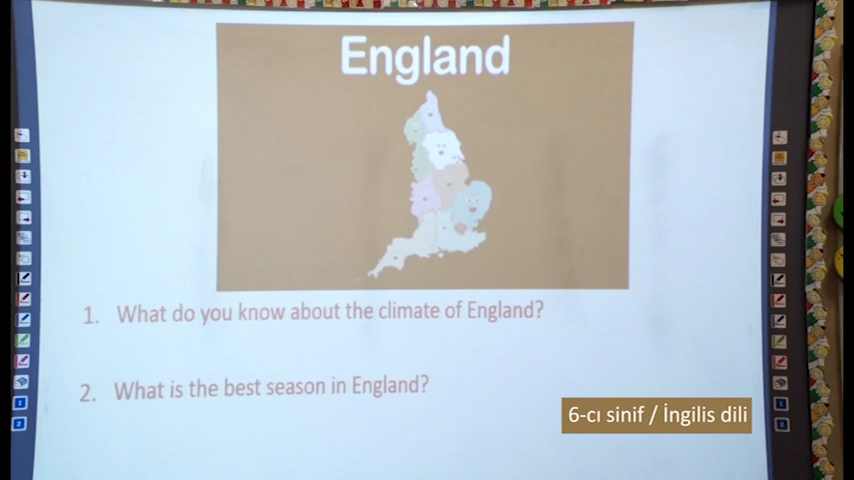 England
1. What do you know about the climate of England?
2. What is the best season in England?
6-cı sinif / İngilis dili